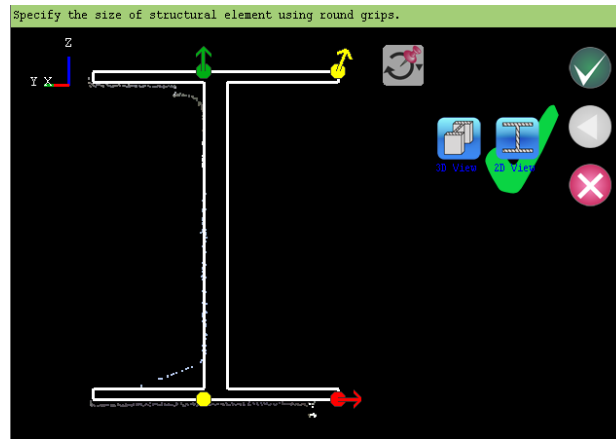 Specify the size of structural element using round grips.
Z
Y X
3D View
2D View